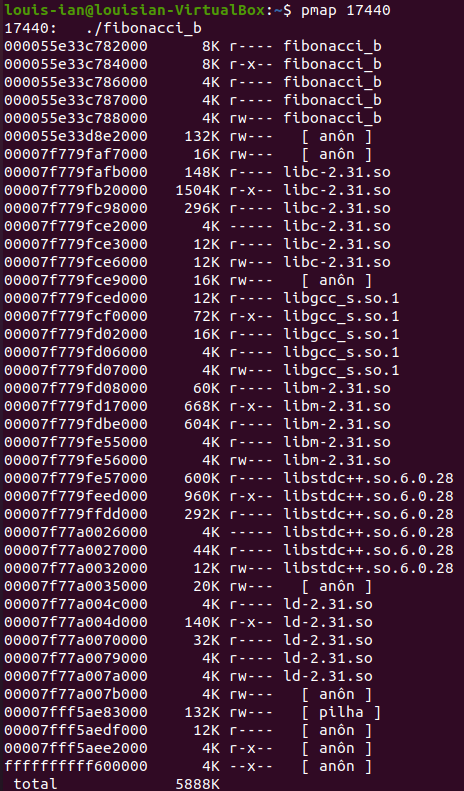 louis-ian@louisian-VirtualBox:~$ pmap 17440
17440:   ./fibonacci_b
000055e33c782000      8K r---- fibonacci_b
000055e33c784000      8K r-x-- fibonacci_b
000055e33c786000      4K r---- fibonacci_b
000055e33c787000      4K r---- fibonacci_b
000055e33c788000      4K rw--- fibonacci_b
000055e33d8e2000    132K rw---   [ anôn ]
00007f779faf7000     16K rw---   [ anôn ]
00007f779fafb000    148K r---- libc-2.31.so
00007f779fb20000   1504K r-x-- libc-2.31.so
00007f779fc98000    296K r---- libc-2.31.so
00007f779fce2000      4K ----- libc-2.31.so
00007f779fce3000     12K r---- libc-2.31.so
00007f779fce6000     12K rw--- libc-2.31.so
00007f779fce9000     16K rw---   [ anôn ]
00007f779fced000     12K r---- libgcc_s.so.1
00007f779fcf0000     72K r-x-- libgcc_s.so.1
00007f779fd02000     16K r---- libgcc_s.so.1
00007f779fd06000      4K r---- libgcc_s.so.1
00007f779fd07000      4K rw--- libgcc_s.so.1
00007f779fd08000     60K r---- libm-2.31.so
00007f779fd17000    668K r-x-- libm-2.31.so
00007f779fdbe000    604K r---- libm-2.31.so
00007f779fe55000      4K r---- libm-2.31.so
00007f779fe56000      4K rw--- libm-2.31.so
00007f779fe57000    600K r---- libstdc++.so.6.0.28
00007f779feed000    960K r-x-- libstdc++.so.6.0.28
00007f779ffdd000    292K r---- libstdc++.so.6.0.28
00007f77a0026000      4K ----- libstdc++.so.6.0.28
00007f77a0027000     44K r---- libstdc++.so.6.0.28
00007f77a0032000     12K rw--- libstdc++.so.6.0.28
00007f77a0035000     20K rw---   [ anôn ]
00007f77a004c000      4K r---- ld-2.31.so
00007f77a004d000    140K r-x-- ld-2.31.so
00007f77a0070000     32K r---- ld-2.31.so
00007f77a0079000      4K r---- ld-2.31.so
00007f77a007a000      4K rw--- ld-2.31.so
00007f77a007b000      4K rw---   [ anôn ]
00007fff5ae83000    132K rw---   [ pilha ]
00007fff5aedf000     12K r----   [ anôn ]
00007fff5aee2000      4K r-x--   [ anôn ]
ffffffffff600000      4K --x--   [ anôn ]
 total             5888K